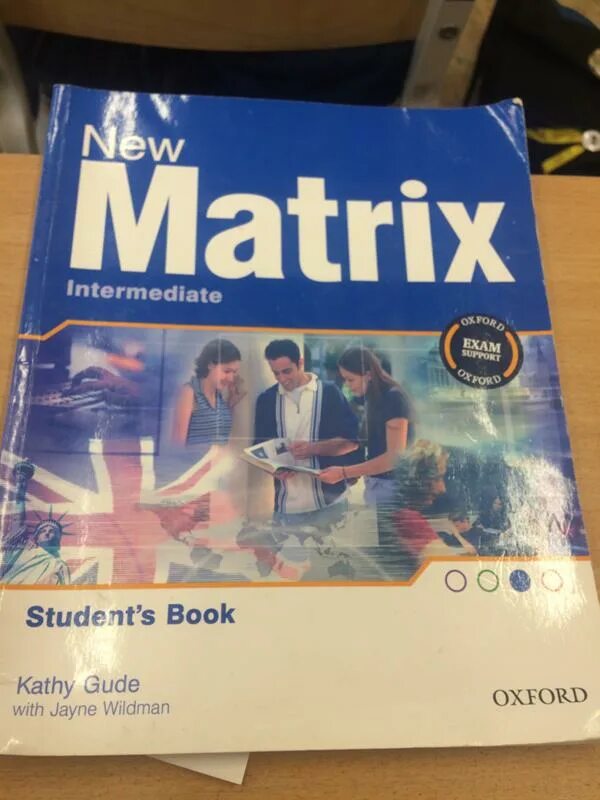 New
Matrix
Intermediate
OXFORD
EXAM
SUPPORT
OXFORD
Student's Book
Kathy Gude
with Jayne Wildman
OXFORD